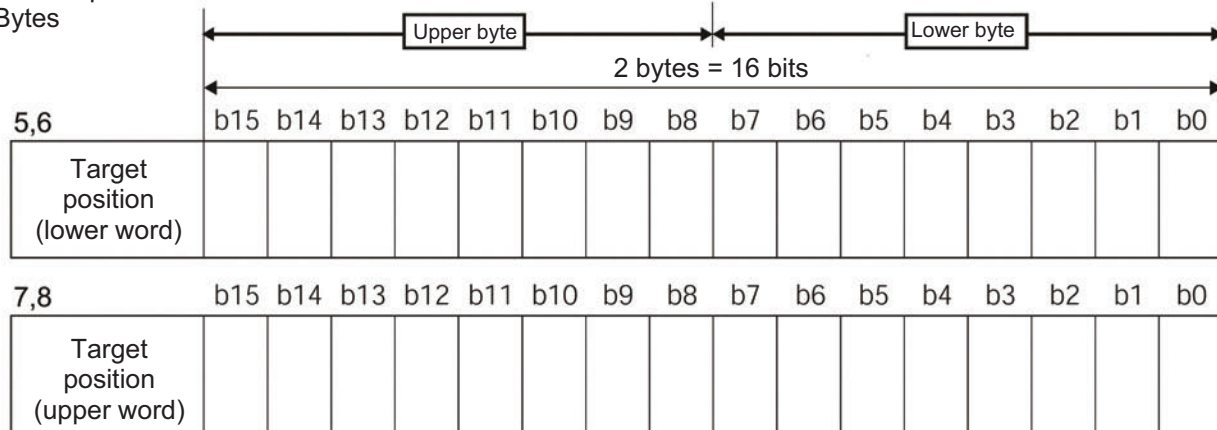 Bytes
Upper byte Lower byte
2 bytes = 16 bits
5,6 b15 b14 b13 b12 b11 b10 b9 b8 b7 b6 b5 b4 b3 b2 b1 b0
Target
position
(lower word)
7,8 b15 b14 b13 b12 b11 b10 b9 b8 b7 b6 b5 b4 b3 b2 b1 b0
Target
position
(upper word)